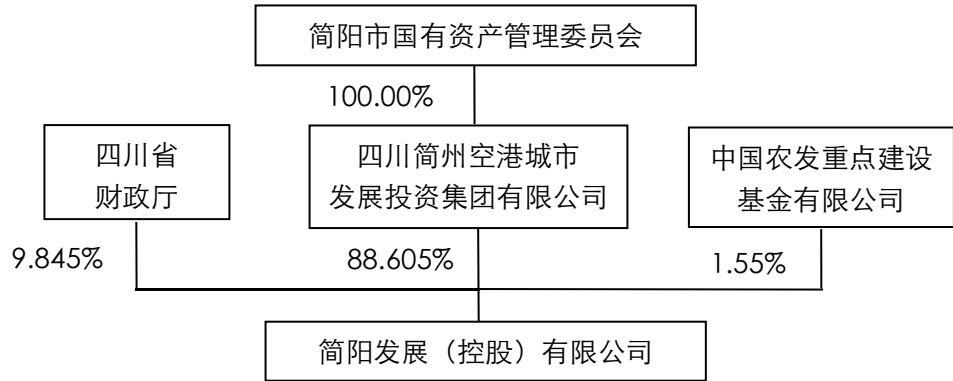 简阳市国有资产管理委员会
100.00%
四川省
财政厅
四川简州空港城市
发展投资集团有限公司
中国农发重点建设
基金有限公司
9.845%
88.605%
1.55%
简阳发展（控股）有限公司